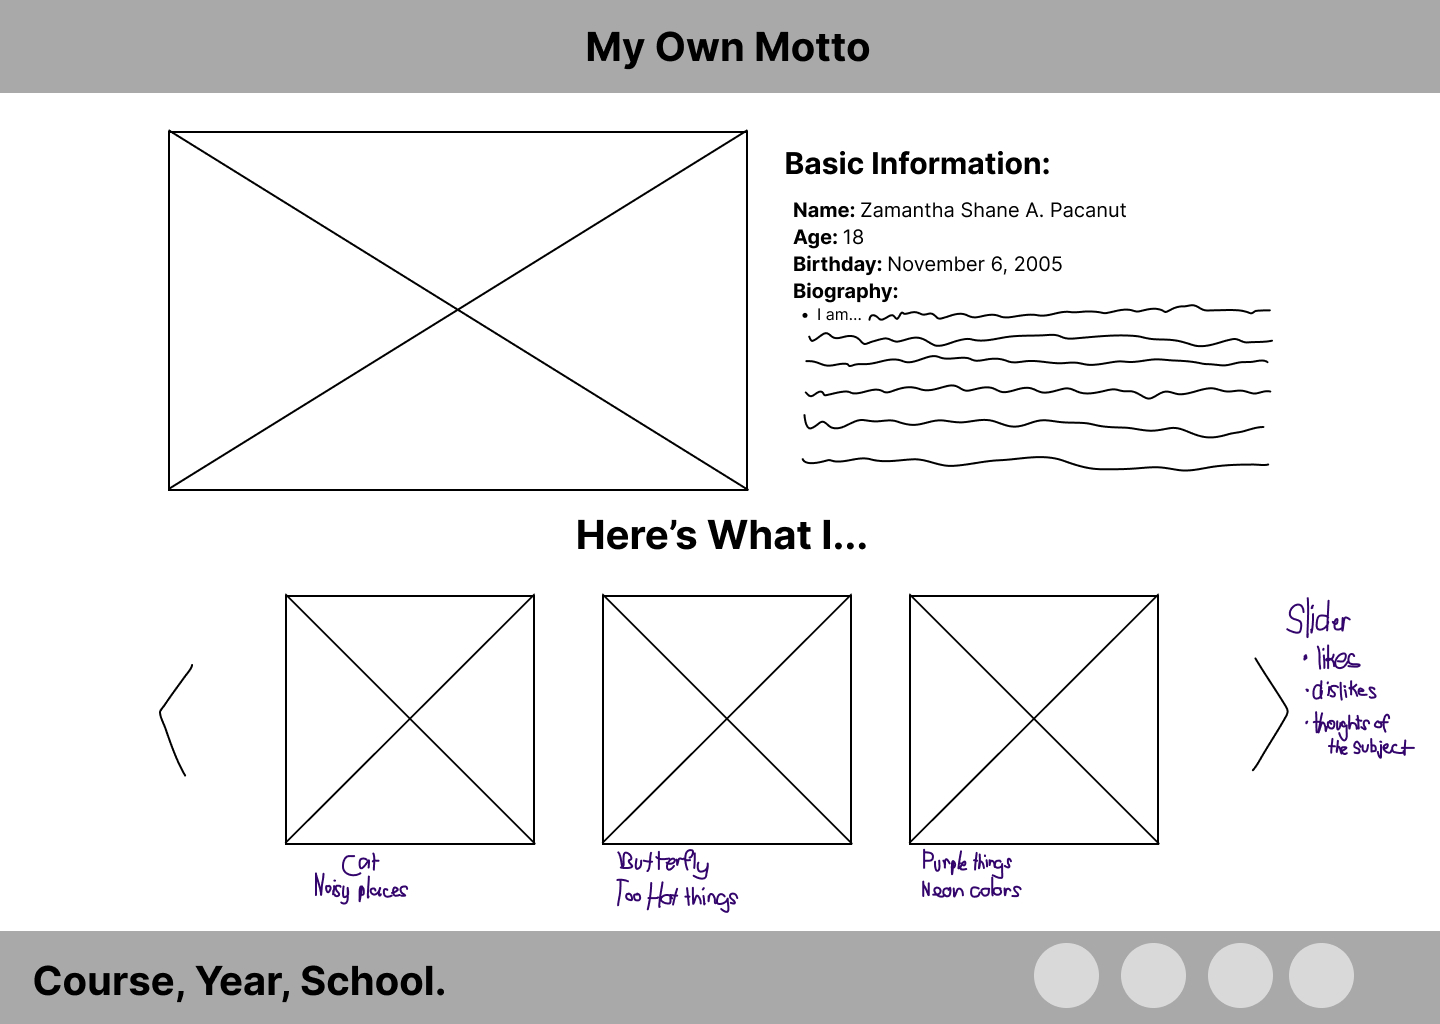 My Own Motto
Basic Information:
Name: Zamantha Shane A. Pacanut
Age: 18
Birthday: November 6, 2005
Biography:
• I am...
Here’s What I...
Slider
• likes
• dislikes
• thoughts of
the subject
Cat
Noisy places
Butterfly
Too Hot things
Purple things
Neon colors
Course, Year, School.